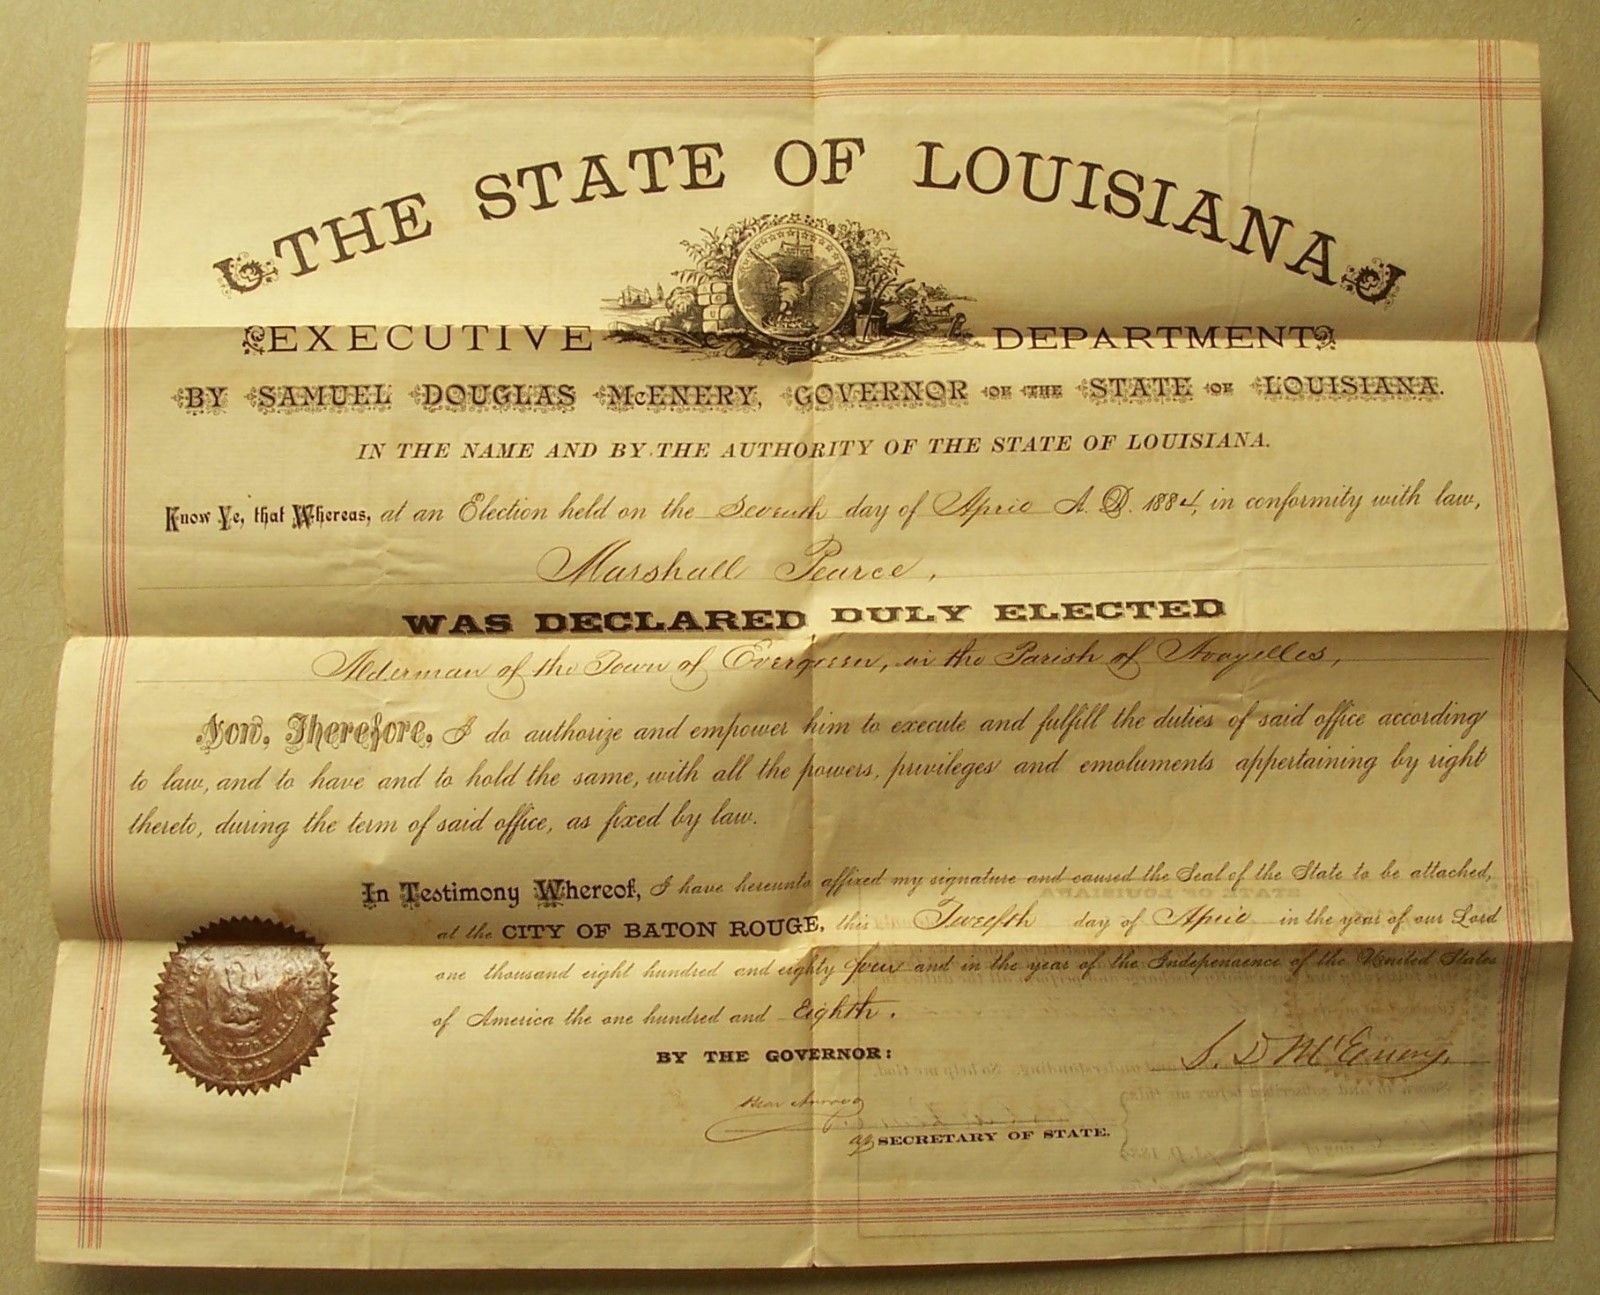 THE STATE OF LOUISIANA
EXECUTIVE DEPARTMENT
BY SAMUEL DOUGLAS McENERY, GOVERNOR OF THE STATE OF LOUISIANA.
IN THE NAME AND BY THE AUTHORITY OF THE STATE OF LOUISIANA.
Know Ye, that Whereas, at an Election held on the Seventh day of April A. D. 1884, in conformity with law,
Marshall Pearce,
WAS DECLARED DULY ELECTED
Alderman of the Town of Evergreen, in the Parish of Avoyelles,
Now, Therefore, I do authorize and empower him to execute and fulfill the duties of said office according
to law, and to have and to hold the same, with all the powers, privileges and emoluments appertaining by right
thereto, during the term of said office, as fixed by law.
In Testimony Whereof, I have hereunto affixed my signature and caused the Seal of the State to be attached,
at the CITY OF BATON ROUGE, this Twelfth day of April in the year of our Lord
one thousand eight hundred and eighty four and in the year of the Independence of the United States
of America the one hundred and Eighth.
BY THE GOVERNOR:
S. D. McEnery.
SECRETARY OF STATE.